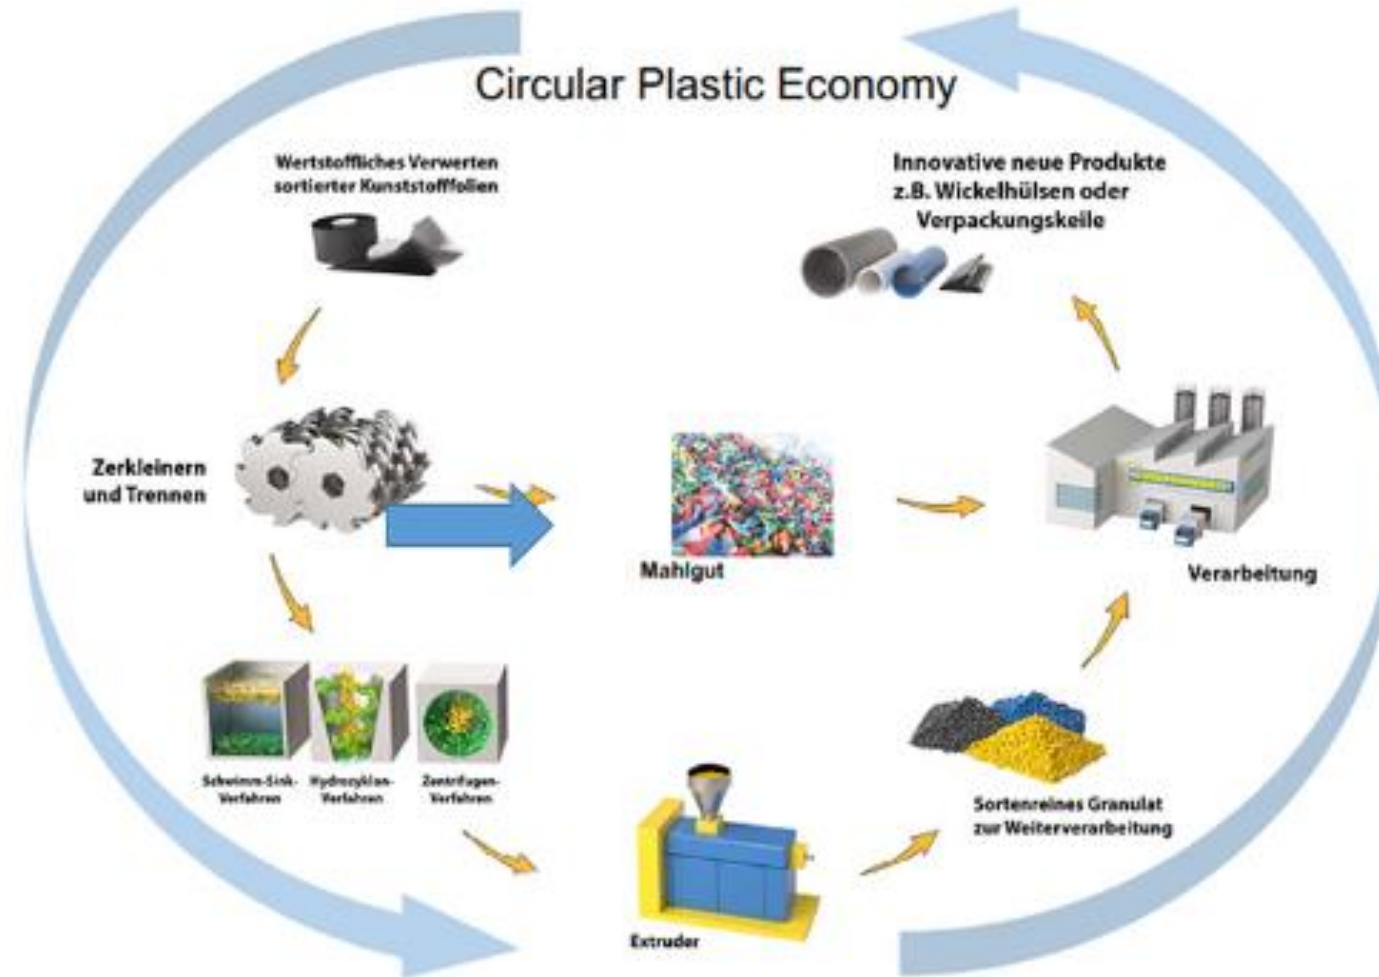 Circular Plastic Economy
Wertstoffliches Verwerten
sortierter Kunststofffolien
Innovative neue Produkte
z.B. Wickelhülsen oder
Verpackungskeile
Zerkleinern
und Trennen
Mahlgut
Verarbeitung
Schwimm-Sink-
Verfahren
Hydrozyklon-
Verfahren
Zentrifugen-
Verfahren
Sortenreines Granulat
zur Weiterverarbeitung
Extruder